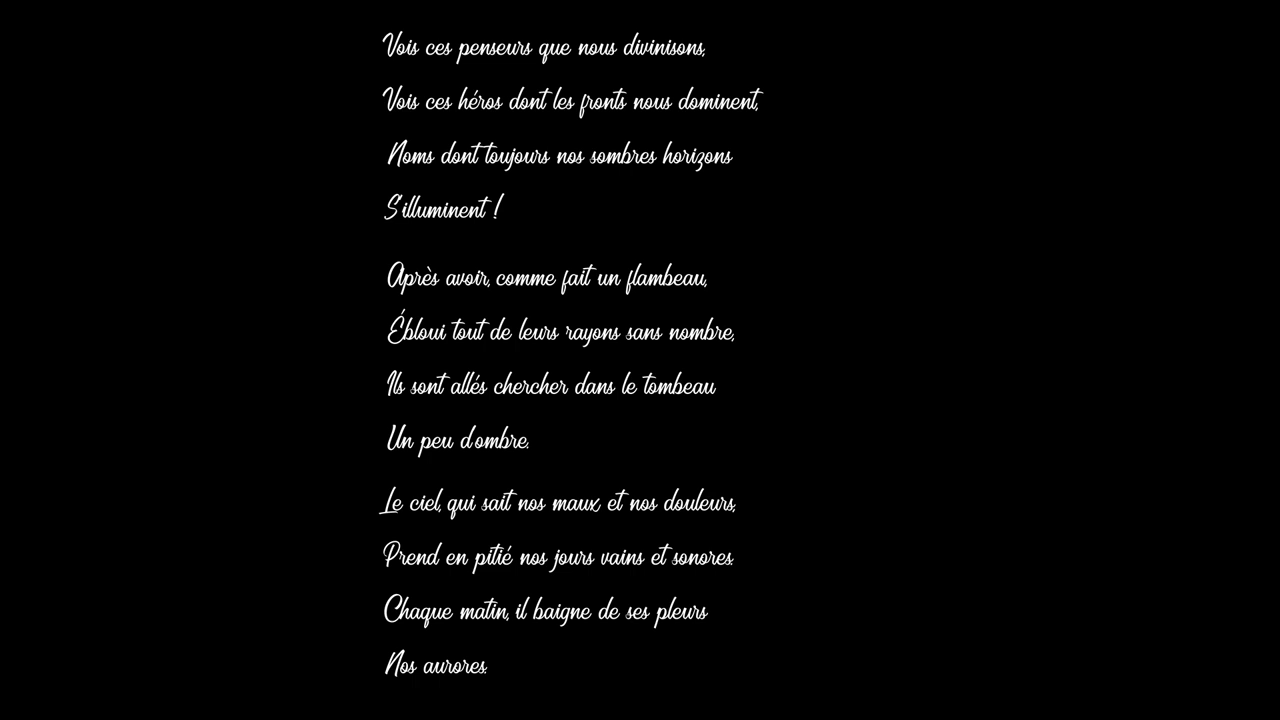 Vois ces penseurs que nous divinisons,
Vois ces héros dont les fronts nous dominent,
Noms dont toujours nos sombres horizons
S'illuminent !
Après avoir, comme fait un flambeau,
Ébloui tout de leurs rayons sans nombre,
Ils sont allés chercher dans le tombeau
Un peu d'ombre.
Le ciel, qui sait nos maux et nos douleurs,
Prend en pitié nos jours vains et sonores.
Chaque matin, il baigne de ses pleurs
Nos aurores.